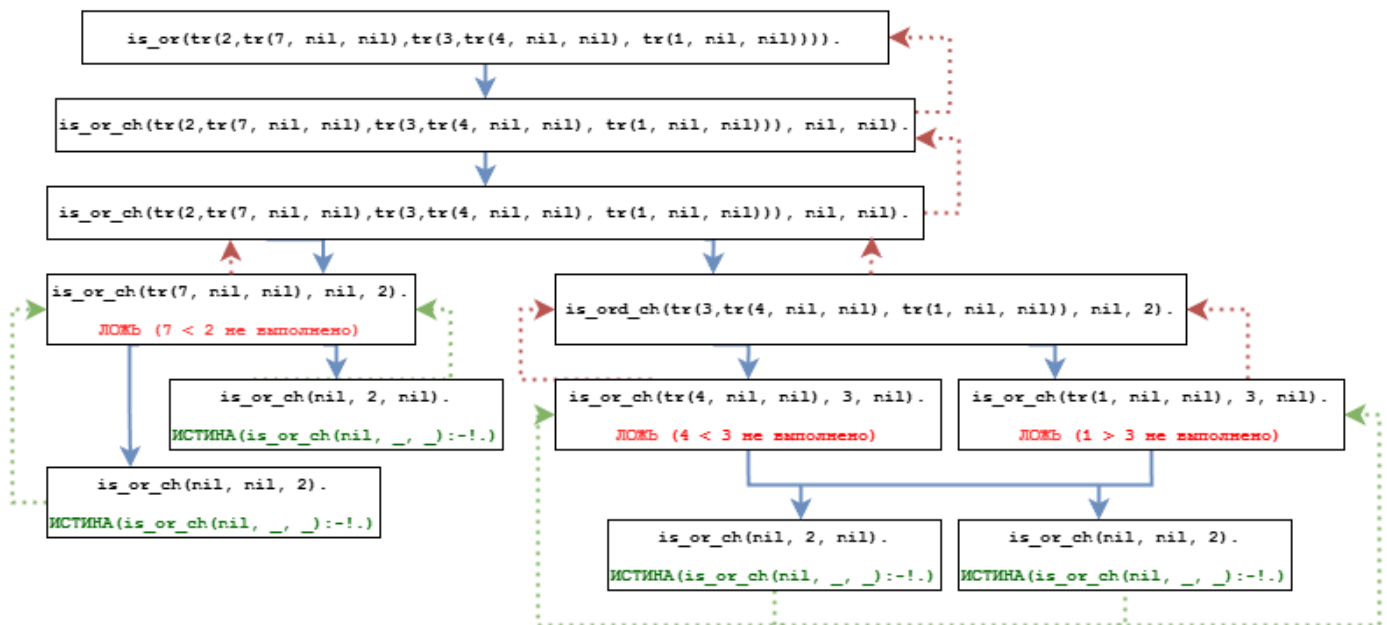 is_or(tr(2,tr(7, nil, nil),tr(3,tr(4, nil, nil), tr(1, nil, nil)))).
is_or_ch(tr(2,tr(7, nil, nil),tr(3,tr(4, nil, nil), tr(1, nil, nil))), nil, nil).
is_or_ch(tr(2,tr(7, nil, nil),tr(3,tr(4, nil, nil), tr(1, nil, nil))), nil, nil).
is_or_ch(tr(7, nil, nil), nil, 2).
ЛОЖЬ (7 < 2 не выполнено)
is_ord_ch(tr(3,tr(4, nil, nil), tr(1, nil, nil)), nil, 2).
is_or_ch(nil, 2, nil).
ИСТИНА(is_or_ch(nil, _, _):-!.)
is_or_ch(tr(4, nil, nil), 3, nil).
ЛОЖЬ (4 < 3 не выполнено)
is_or_ch(tr(1, nil, nil), 3, nil).
ЛОЖЬ (1 > 3 не выполнено)
is_or_ch(nil, nil, 2).
ИСТИНА(is_or_ch(nil, _, _):-!.)
is_or_ch(nil, 2, nil).
ИСТИНА(is_or_ch(nil, _, _):-!.)
is_or_ch(nil, nil, 2).
ИСТИНА(is_or_ch(nil, _, _):-!.)